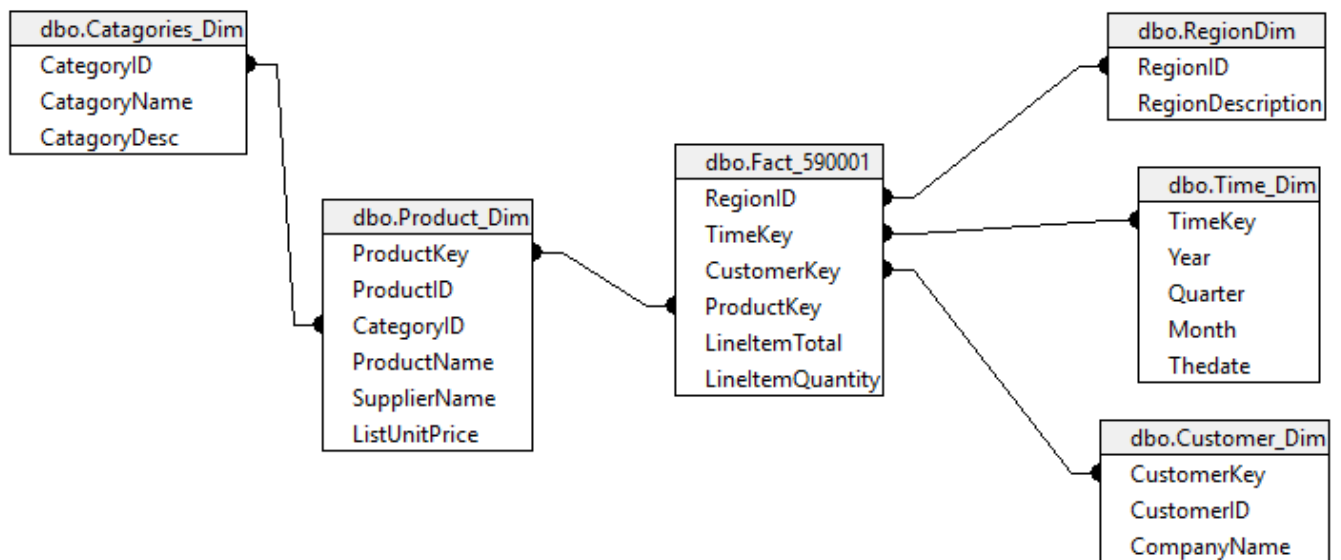 dbo.Catagories_Dim
CategoryID
CatagoryName
CatagoryDesc
dbo.Product_Dim
ProductKey
ProductID
CategoryID
ProductName
SupplierName
ListUnitPrice
dbo.Fact_590001
RegionID
TimeKey
CustomerKey
ProductKey
LineItemTotal
LineItemQuantity
dbo.RegionDim
RegionID
RegionDescription
dbo.Time_Dim
TimeKey
Year
Quarter
Month
Thedate
dbo.Customer_Dim
CustomerKey
CustomerID
CompanyName